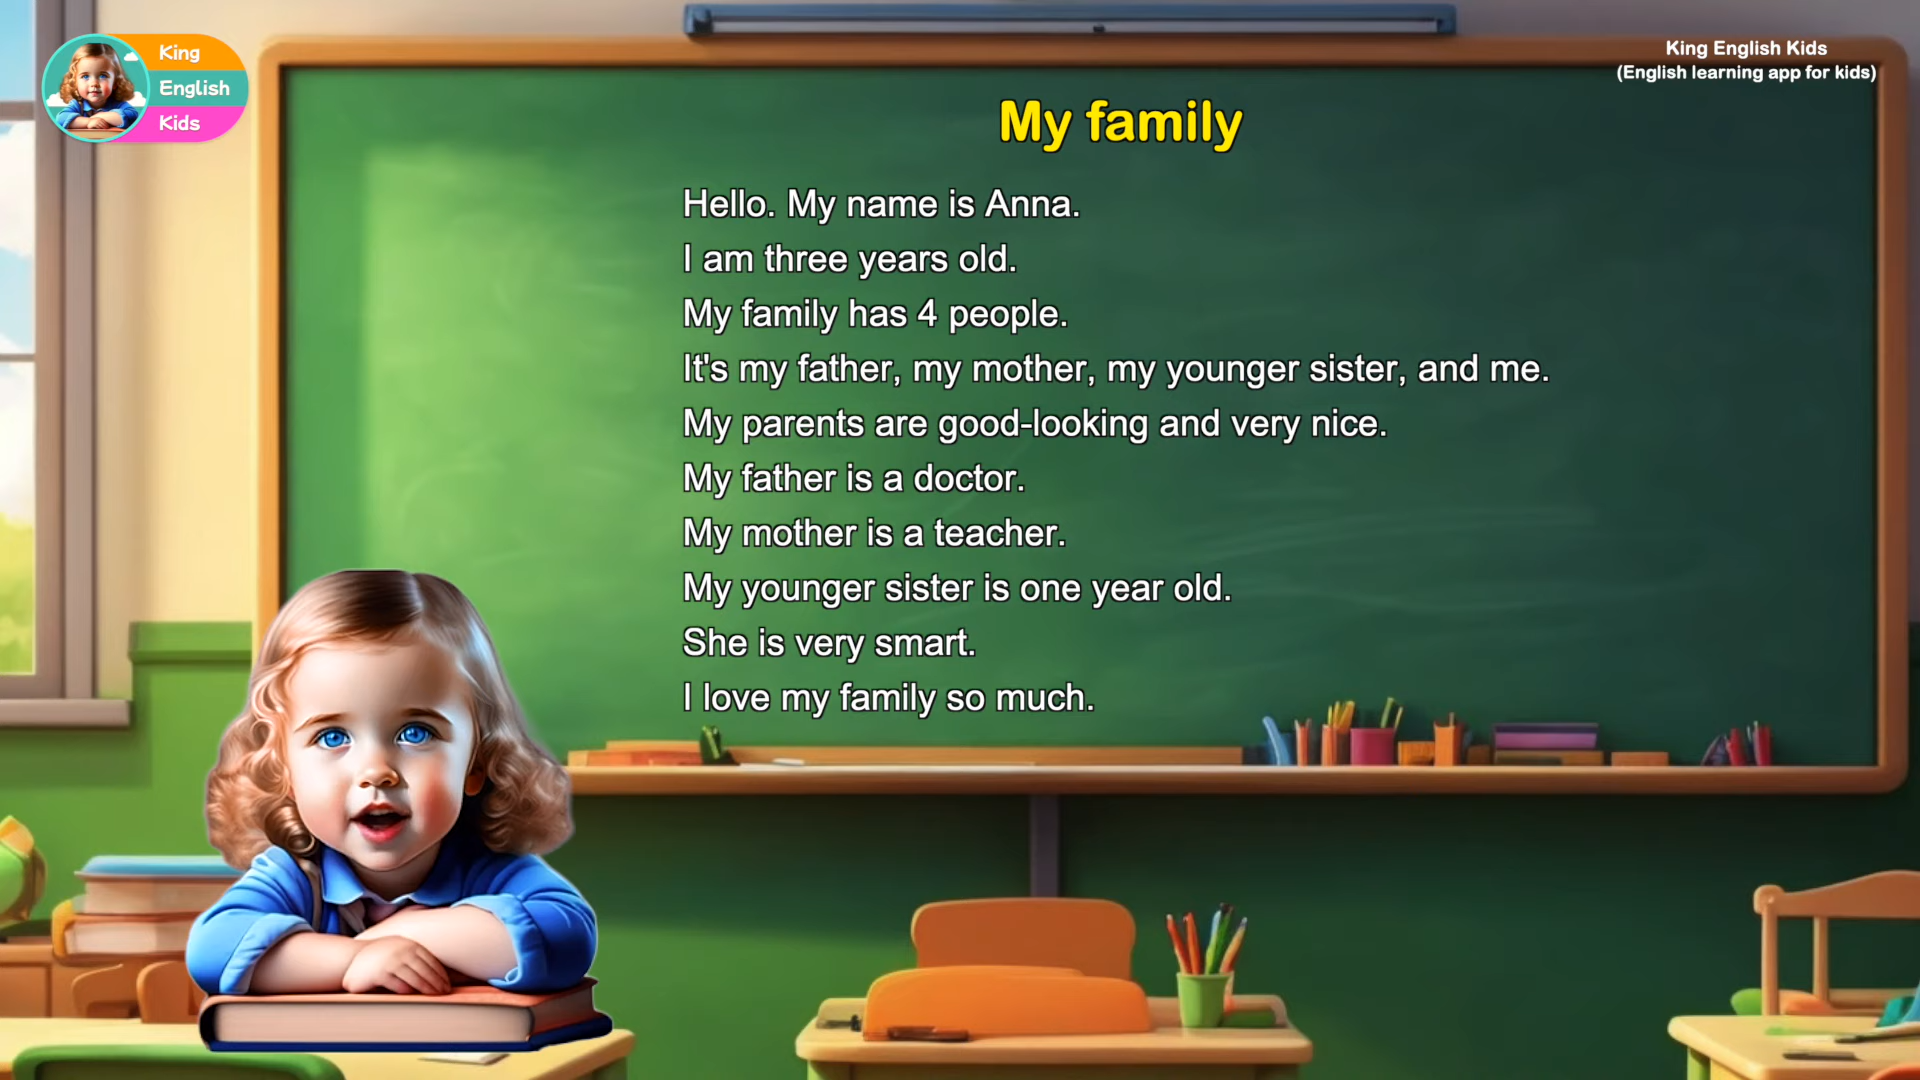 King
English
Kids
King English Kids
(English learning app for kids)
My family
Hello. My name is Anna.
I am three years old.
My family has 4 people.
It's my father, my mother, my younger sister, and me.
My parents are good-looking and very nice.
My father is a doctor.
My mother is a teacher.
My younger sister is one year old.
She is very smart.
I love my family so much.